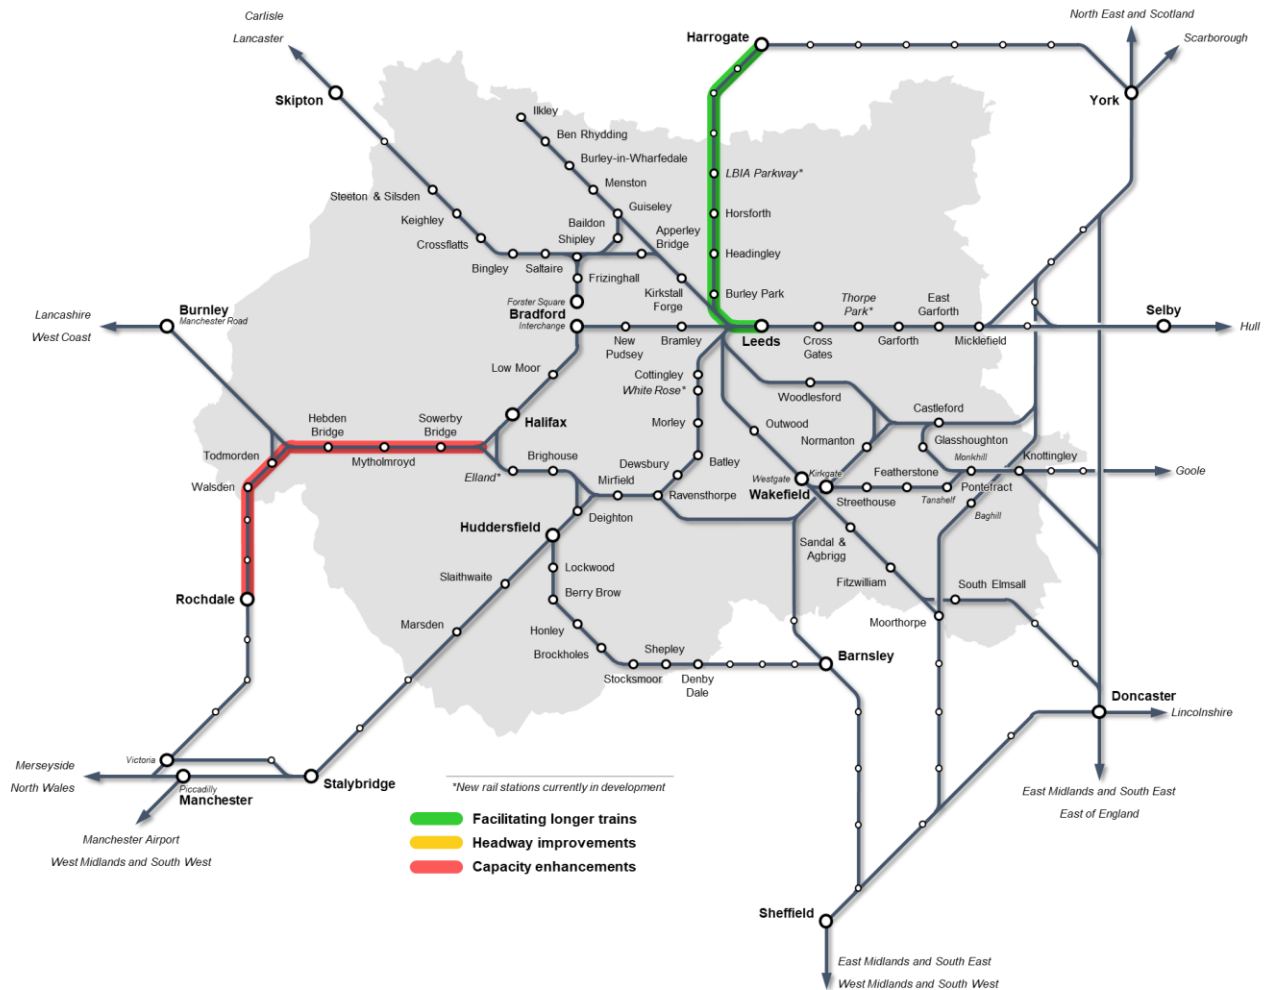 Carlisle
Lancaster
North East and Scotland
Scarborough
Harrogate
Skipton
York
Ilkley
Ben Rhydding
Burley-in-Wharfedale
Menston
LBIA Parkway*
Steeton & Silsden
Guiseley
Horsforth
Keighley
Baildon
Apperley
Bridge
Crossflatts
Shipley
Headingley
Bingley
Saltaire
Frizinghall
Kirkstall
Forge
Burley Park
Forster Square
Bradford
Interchange
Thorpe
Park*
East
Garforth
Lancashire
West Coast
Burnley
Manchester Road
Selby
Hull
New
Pudsey
Bramley
Leeds
Cross
Gates
Garforth
Micklefield
Low Moor
Cottingley
White Rose*
Woodlesford
Halifax
Morley
Outwood
Castleford
Hebden
Bridge
Sowerby
Bridge
Normanton
Glasshoughton
Todmorden
Mytholmroyd
Brighouse
Dewsbury
Batley
Monkhill
Knottingley
Elland*
Westgate
Kirkgate
Wakefield
Featherstone
Goole
Walsden
Mirfield
Ravensthorpe
Streethouse
Tanshelf
Pontefract
Baghill
Deighton
Huddersfield
Sandal &
Agbrigg
Lockwood
Slaithwaite
Fitzwilliam
South Elmsall
Rochdale
Berry Brow
Marsden
Honley
Moorthorpe
Brockholes
Shepley
Barnsley
Stocksmoor
Denby
Dale
Doncaster
Lincolnshire
Victoria
Merseyside
North Wales
Piccadilly
Manchester
Stalybridge
*New rail stations currently in development
East Midlands and South East
East of England
Facilitating longer trains
Headway improvements
Capacity enhancements
Manchester Airport
West Midlands and South West
Sheffield
East Midlands and South East
West Midlands and South West